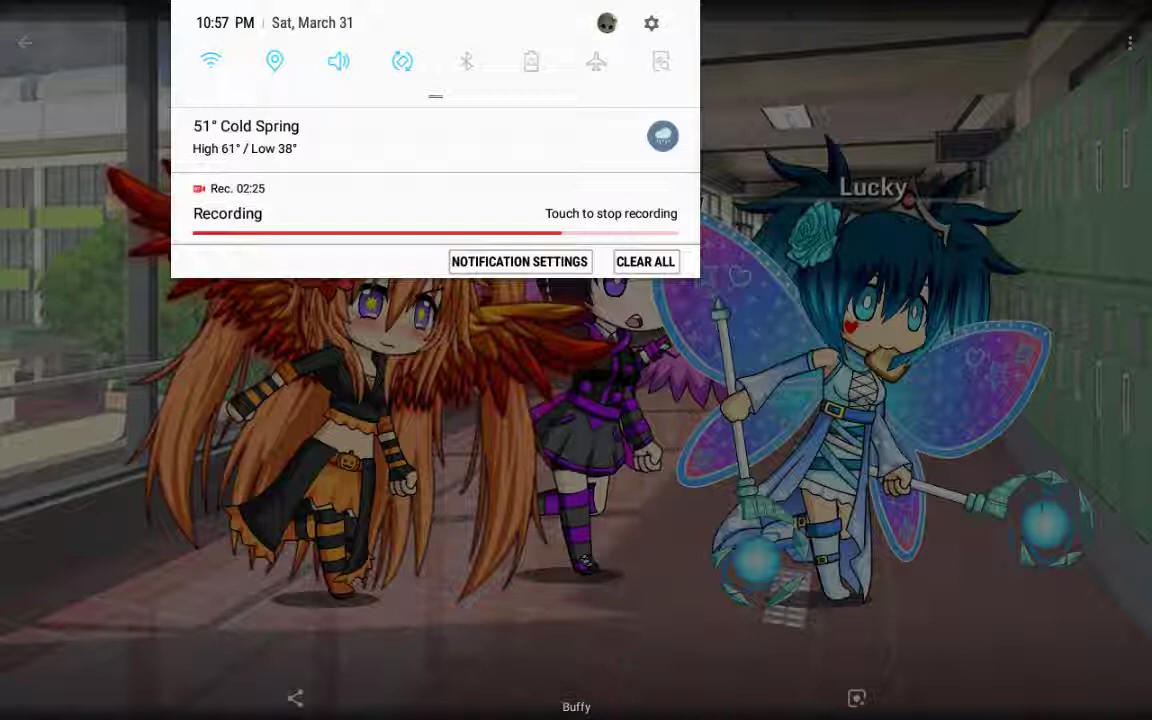 10:57 PM | Sat, March 31
51° Cold Spring
High 61° / Low 38°
Rec. 02:25
Recording
Touch to stop recording
NOTIFICATION SETTINGS
CLEAR ALL
Lucky
Buffy